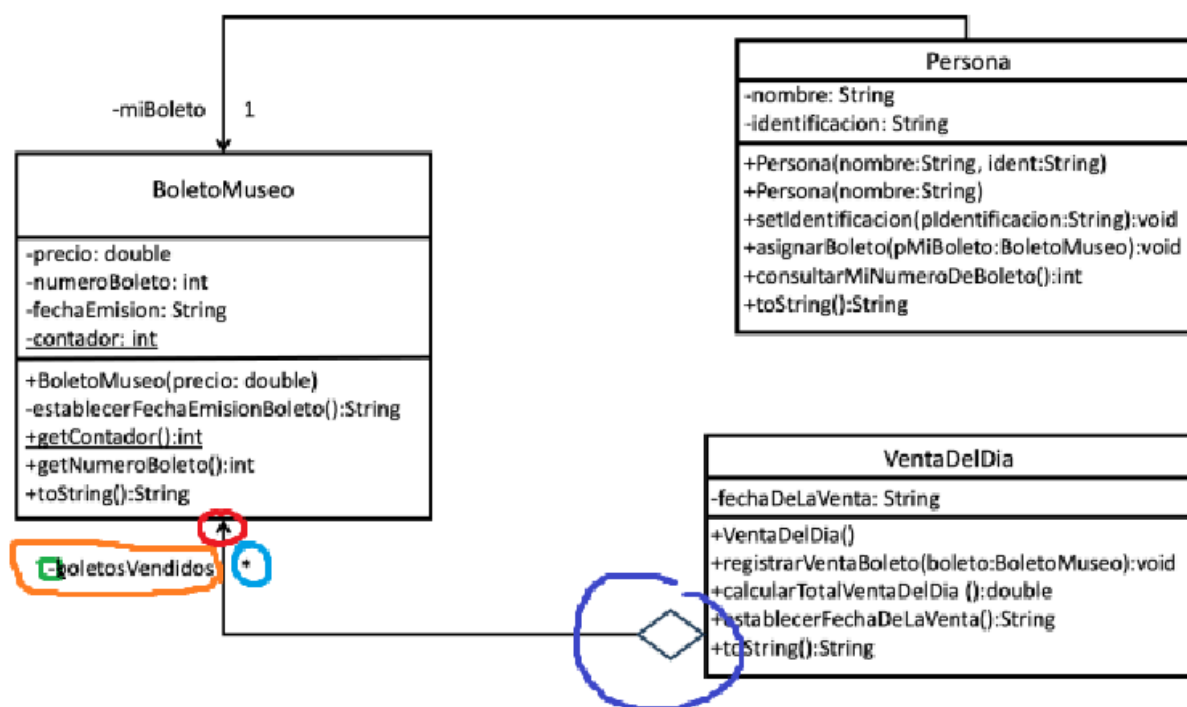 Persona
-nombre: String
-identificacion: String
+Persona(nombre:String, ident:String)
+Persona(nombre:String)
+setIdentificacion(pIdentificacion:String):void
+asignarBoleto(pMiBoleto:BoletoMuseo):void
+consultarMiNumeroDeBoleto():int
+toString():String
-miBoleto 1
BoletoMuseo
-precio: double
-numeroBoleto: int
-fechaEmision: String
-contador: int
+BoletoMuseo(precio: double)
-establecerFechaEmisionBoleto():String
+getContador():int
+getNumeroBoleto():int
+toString():String
-boletosVendidos *
VentaDelDia
-fechaDeLaVenta: String
+VentaDelDia()
+registrarVentaBoleto(boleto:BoletoMuseo):void
+calcularTotalVentaDelDia ():double
+establecerFechaDeLaVenta():String
+toString():String